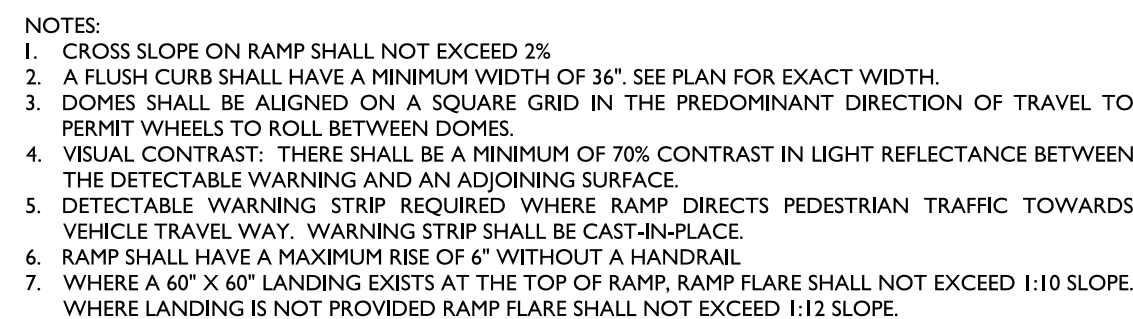 NOTES:
1. CROSS SLOPE ON RAMP SHALL NOT EXCEED 2%
2. A FLUSH CURB SHALL HAVE A MINIMUM WIDTH OF 36". SEE PLAN FOR EXACT WIDTH.
3. DOMES SHALL BE ALIGNED ON A SQUARE GRID IN THE PREDOMINANT DIRECTION OF TRAVEL TO
PERMIT WHEELS TO ROLL BETWEEN DOMES.
4. VISUAL CONTRAST: THERE SHALL BE A MINIMUM OF 70% CONTRAST IN LIGHT REFLECTANCE BETWEEN
THE DETECTABLE WARNING AND AN ADJOINING SURFACE.
5. DETECTABLE WARNING STRIP REQUIRED WHERE RAMP DIRECTS PEDESTRIAN TRAFFIC TOWARDS
VEHICLE TRAVEL WAY. WARNING STRIP SHALL BE CAST-IN-PLACE.
6. RAMP SHALL HAVE A MAXIMUM RISE OF 6" WITHOUT A HANDRAIL
7. WHERE A 60" X 60" LANDING EXISTS AT THE TOP OF RAMP, RAMP FLARE SHALL NOT EXCEED 1:10 SLOPE.
WHERE LANDING IS NOT PROVIDED RAMP FLARE SHALL NOT EXCEED 1:12 SLOPE.